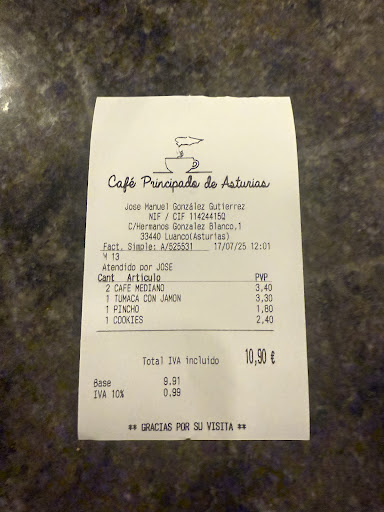 Café Principado de Asturias
Jose Manuel González Gutierrez
NIF / CIF 11424415Q
C/Hermanos Gonzalez Blanco,1
33440 Luanco(Asturias)
Fact. Simple: A/525531 17/07/25 12:01
M 13
Atendido por JOSE
Cant Artículo PVP
2 CAFE MEDIANO 3,40
1 TUMACA CON JAMON 3,30
1 PINCHO 1,80
1 COOKIES 2,40
Total IVA incluido 10,90 €
Base 9.91
IVA 10% 0.99
** GRACIAS POR SU VISITA **